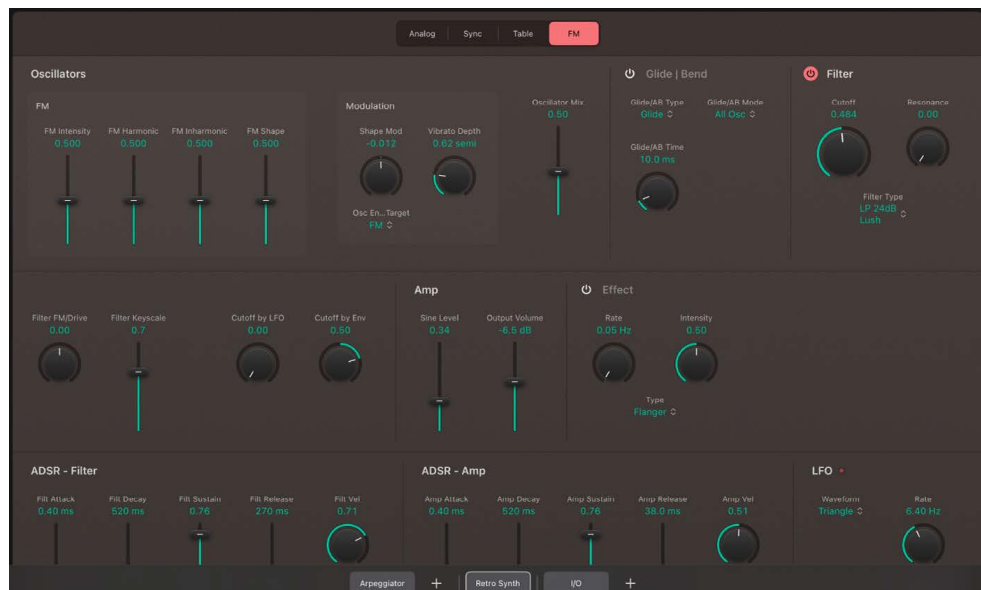 Analog Sync Table FM
Oscillators
Glide | Bend
Filter
FM
Modulation
Oscillator Mix
0.50
Glide/AB Type Glide/AB Mode
Glide All Osc
Cutoff Resonance
0.484 0.00
FM Intensity FM Harmonic FM Inharmonic FM Shape
0.500 0.500 0.500 0.500
Shape Mod Vibrato Depth
-0.012 0.62 semi
Glide/AB Time
10.0 ms
Osc En...Target
FM
Filter Type
LP 24dB
Lush
Amp
Effect
Filter FM/Drive Filter Keyscale Cutoff by LFO Cutoff by Env
0.00 0.7 0.00 0.50
Sine Level Output Volume
0.34 -6.5 dB
Rate Intensity
0.05 Hz 0.50
Type
Flanger
ADSR - Filter
ADSR - Amp
LFO
Filt Attack Filt Decay Filt Sustain Filt Release Filt Vel
0.40 ms 520 ms 0.76 270 ms 0.71
Amp Attack Amp Decay Amp Sustain Amp Release Amp Vel
0.40 ms 520 ms 0.76 38.0 ms 0.51
Waveform Rate
Triangle 6.40 Hz
Arpeggiator + Retro Synth I/O +